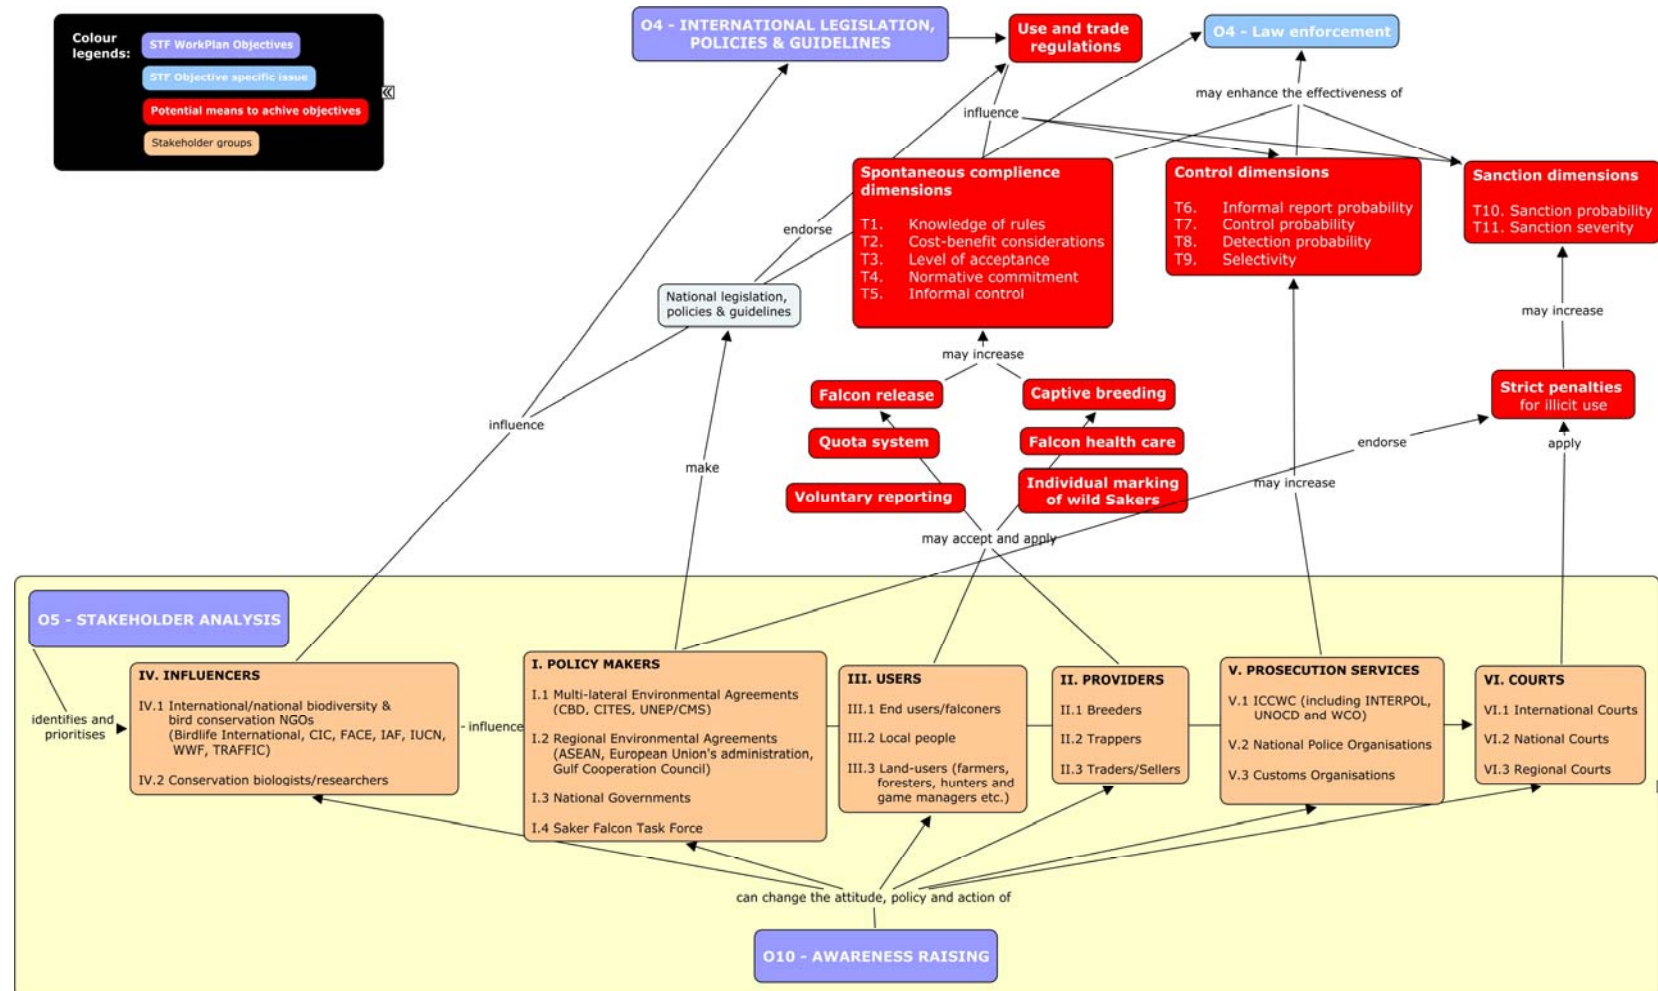 Colour
legends:
STF WorkPlan Objectives
STF Objective apecific issue
Potential means to achive objectives
Stakeholder groups
O4 - INTERNATIONAL LEGISLATION,
POLICIES & GUIDELINES
Use and trade
regulations
O4 - Law enforcement
may enhance the effectiveness of
influence
Spontaneous complience
dimensions
T1. Knowledge of rules
T2. Cost-benefit considerations
T3. Level of acceptance
T4. Normative commitment
T5. Informal control
Control dimensions
T6. Informal report probability
T7. Control probability
T8. Detection probability
T9. Selectivity
Sanction dimensions
T10. Sanction probability
T11. Sanction severity
endorse
National legislation,
policies & guidelines
may increase
may increase
Falcon release
Captive breeding
Strict penalties
for illicit use
influence
Quota system
Falcon health care
endorse
apply
make
Voluntary reporting
Individual marking
of wild Sakers
may increase
may accept and apply
O5 - STAKEHOLDER ANALYSIS
identifies and
prioritises
IV. INFLUENCERS
IV.1 International/national biodiversity &
bird conservation NGOs
(Birdlife International, CIC, FACE, IAF, IUCN,
WWF, TRAFFIC)
IV.2 Conservation biologists/researchers
influence
I. POLICY MAKERS
I.1 Multi-lateral Environmental Agreements
(CBD, CITES, UNEP/CMS)
I.2 Regional Environmental Agreements
(ASEAN, European Union's administration,
Gulf Cooperation Council)
I.3 National Governments
I.4 Saker Falcon Task Force
III. USERS
III.1 End users/falconers
III.2 Local people
III.3 Land-users (farmers,
foresters, hunters and
game managers etc.)
II. PROVIDERS
II.1 Breeders
II.2 Trappers
II.3 Traders/Sellers
V. PROSECUTION SERVICES
V.1 ICCWC (including INTERPOL,
UNOCD and WCO)
V.2 National Police Organisations
V.3 Customs Organisations
VI. COURTS
VI.1 International Courts
VI.2 National Courts
VI.3 Regional Courts
can change the attitude, policy and action of
O10 - AWARENESS RAISING